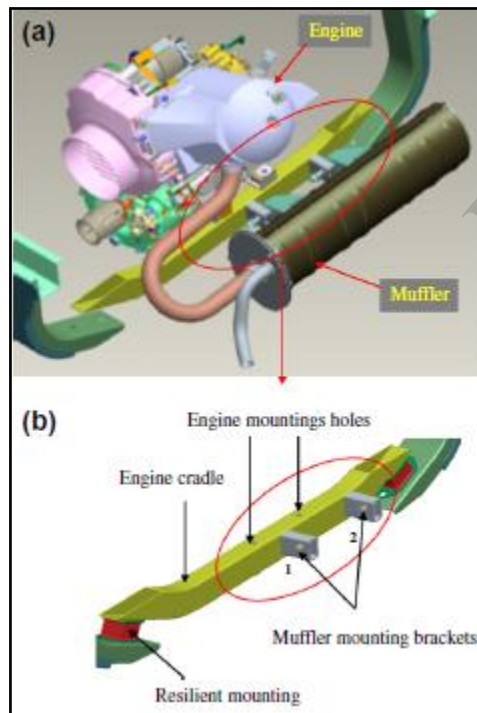 (a)
Engine
Muffler
(b)
Engine mountings holes
Engine cradle
1
2
Muffler mounting brackets
Resilient mounting